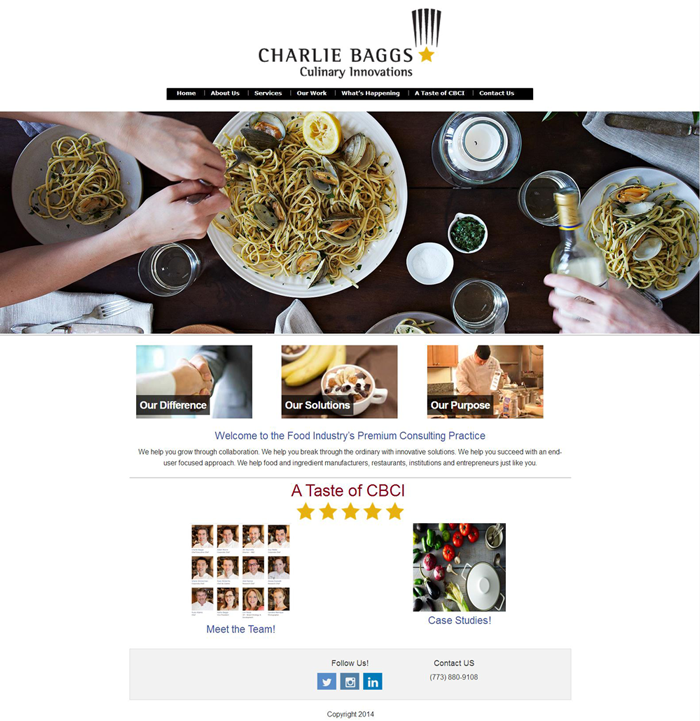 CHARLIE BAGGS
Culinary Innovations
Home | About Us | Services | Our Work | What's Happening | A Taste of CBCI | Contact Us
Our Difference
Our Solutions
Our Purpose
Welcome to the Food Industry's Premium Consulting Practice
We help you grow through collaboration. We help you break through the ordinary with innovative solutions. We help you succeed with an end-
user focused approach. We help food and ingredient manufacturers, restaurants, institutions and entrepreneurs just like you.
A Taste of CBCI
Meet the Team!
Case Studies!
Follow Us!
Contact US
(773) 880-9108
Copyright 2014